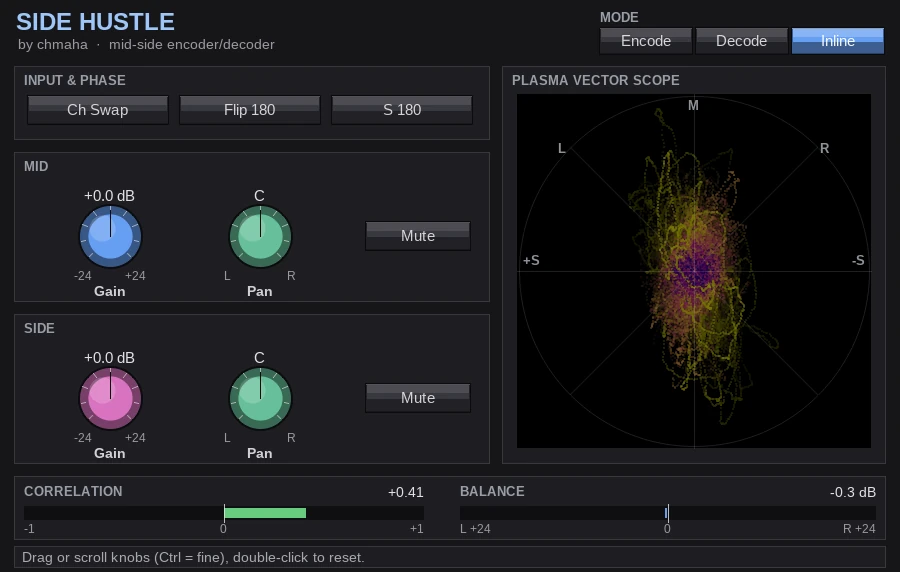 SIDE HUSTLE
by chmaha · mid-side encoder/decoder
MODE
Encode Decode Inline
INPUT & PHASE
Ch Swap Flip 180 S 180
MID
+0.0 dB C
Mute
-24 +24 L R
Gain Pan
SIDE
+0.0 dB C
Mute
-24 +24 L R
Gain Pan
PLASMA VECTOR SCOPE
M
L R
+S -S
CORRELATION +0.41
-1 0 +1
BALANCE -0.3 dB
L +24 0 R +24
Drag or scroll knobs (Ctrl = fine), double-click to reset.